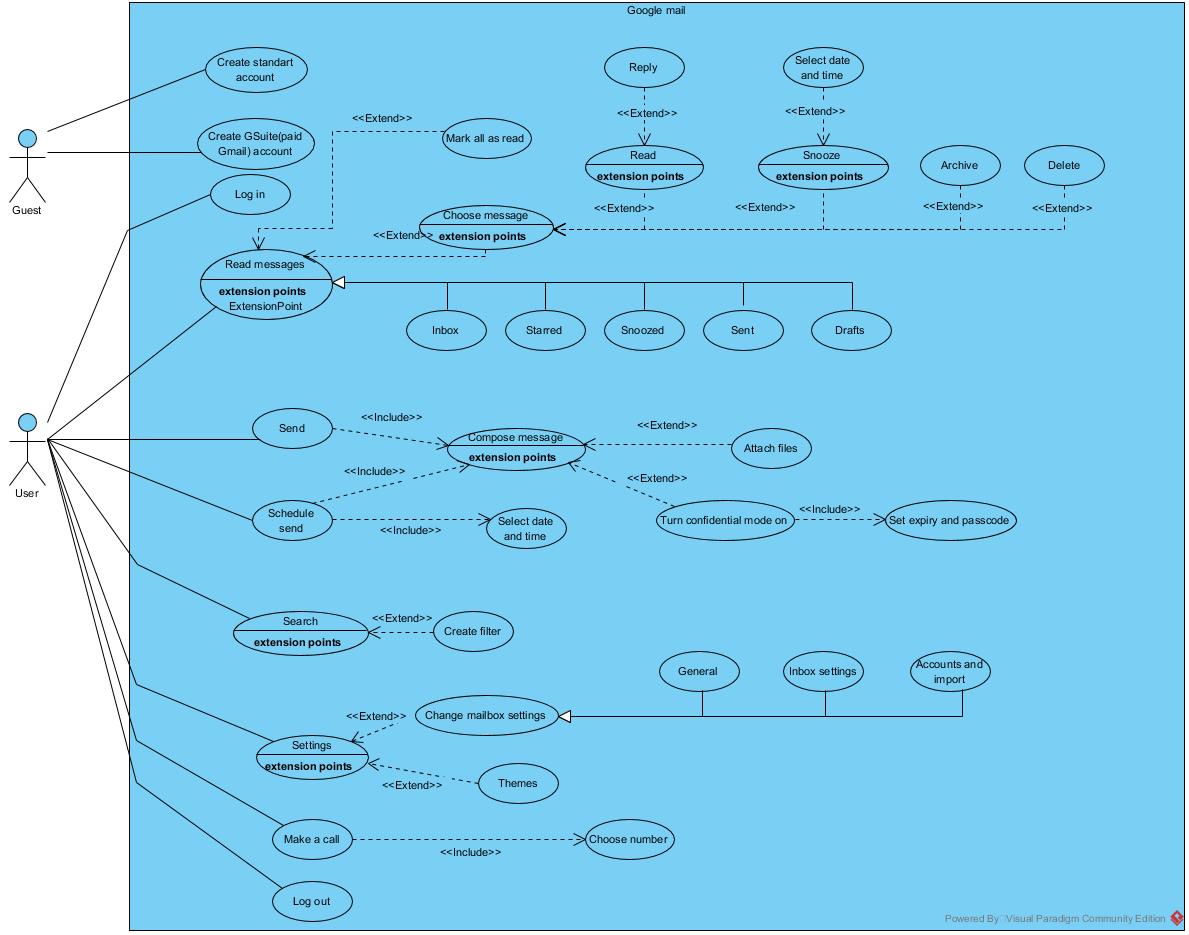 Google mail
Create standart
account
Reply
Select date
and time
<<Extend>>
<<Extend>>
<<Extend>>
Create GSuite(paid
Gmail) account
Mark all as read
Read
extension points
Snooze
extension points
Archive
Delete
Guest
Log in
<<Extend>>
<<Extend>>
<<Extend>>
<<Extend>>
Choose message
extension points
<<Extend>>
Read messages
extension points
ExtensionPoint
Inbox
Starred
Snoozed
Sent
Drafts
User
Send
<<Include>>
Compose message
extension points
<<Extend>>
Attach files
<<Include>>
<<Extend>>
Schedule
send
<<Include>>
Select date
and time
Turn confidential mode on
<<Include>>
Set expiry and passcode
Search
extension points
<<Extend>>
Create filter
General
Inbox settings
Accounts and
import
<<Extend>>
Change mailbox settings
Settings
extension points
<<Extend>>
Themes
Make a call
<<Include>>
Choose number
Log out
Powered By Visual Paradigm Community Edition